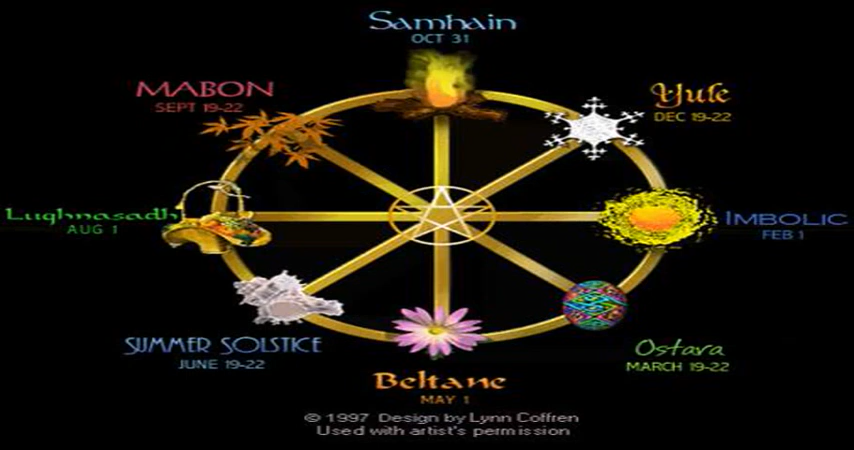 Samhain
OCT 31
MABON
SEPT 19-22
Yule
DEC 19-22
Lughnasadh
AUG 1
IMBOLIC
FEB 1
SUMMER SOLSTICE
JUNE 19-22
Ostara
MARCH 19-22
Beltane
MAY 1
© 1997 Design by Lynn Coffren
Used with artist's permission